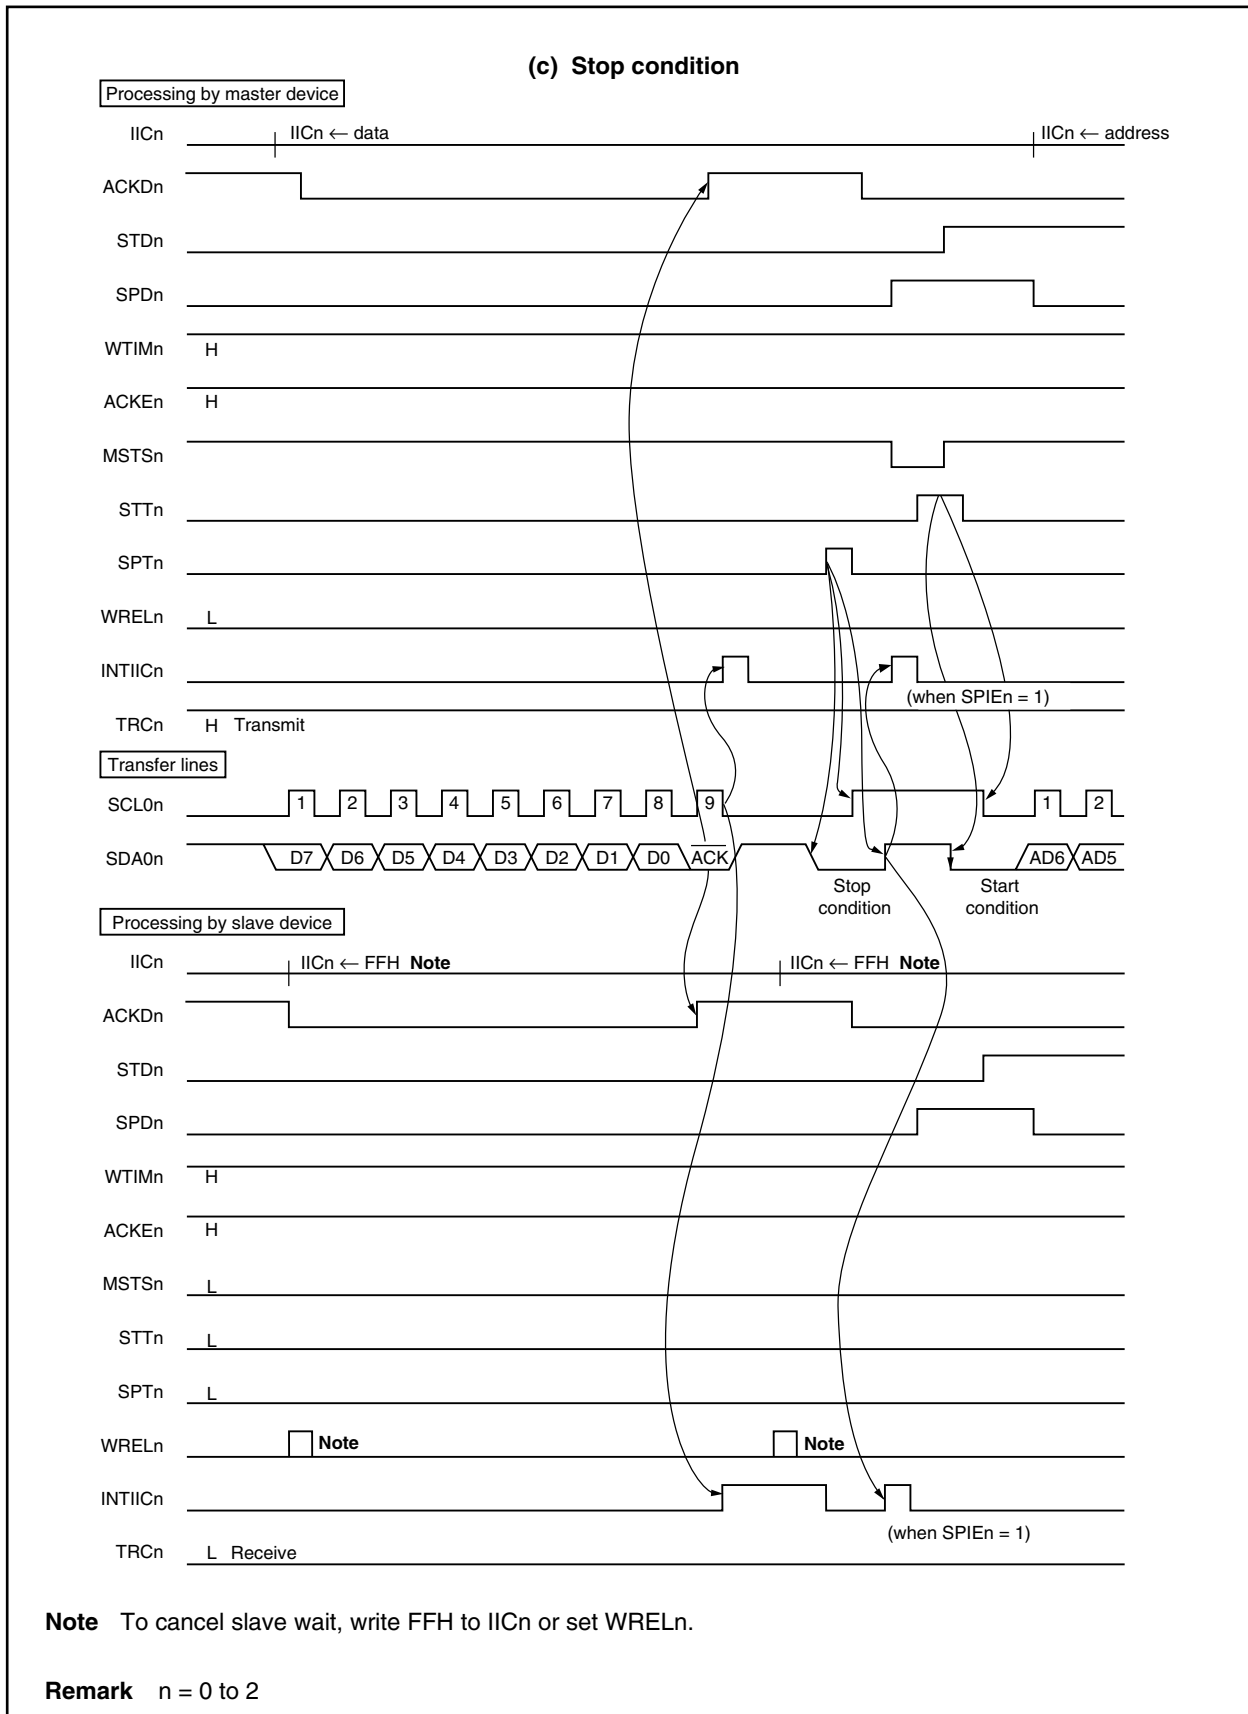 (c) Stop condition
Processing by master device
IICn IICn ← data IICn ← address
ACKDn
STDn
SPDn
WTIMn H
ACKEn H
MSTSn
STTn
SPTn
WRELn L
INTIICn
(when SPIEn = 1)
TRCn H Transmit
Transfer lines
SCL0n 1 2 3 4 5 6 7 8 9 1 2
SDA0n D7 D6 D5 D4 D3 D2 D1 D0 ACK AD6 AD5
Stop condition
Start condition
Processing by slave device
IICn IICn ← FFH Note IICn ← FFH Note
ACKDn
STDn
SPDn
WTIMn H
ACKEn H
MSTSn L
STTn L
SPTn L
WRELn Note Note
INTIICn
(when SPIEn = 1)
TRCn L Receive
Note To cancel slave wait, write FFH to IICn or set WRELn.
Remark n = 0 to 2